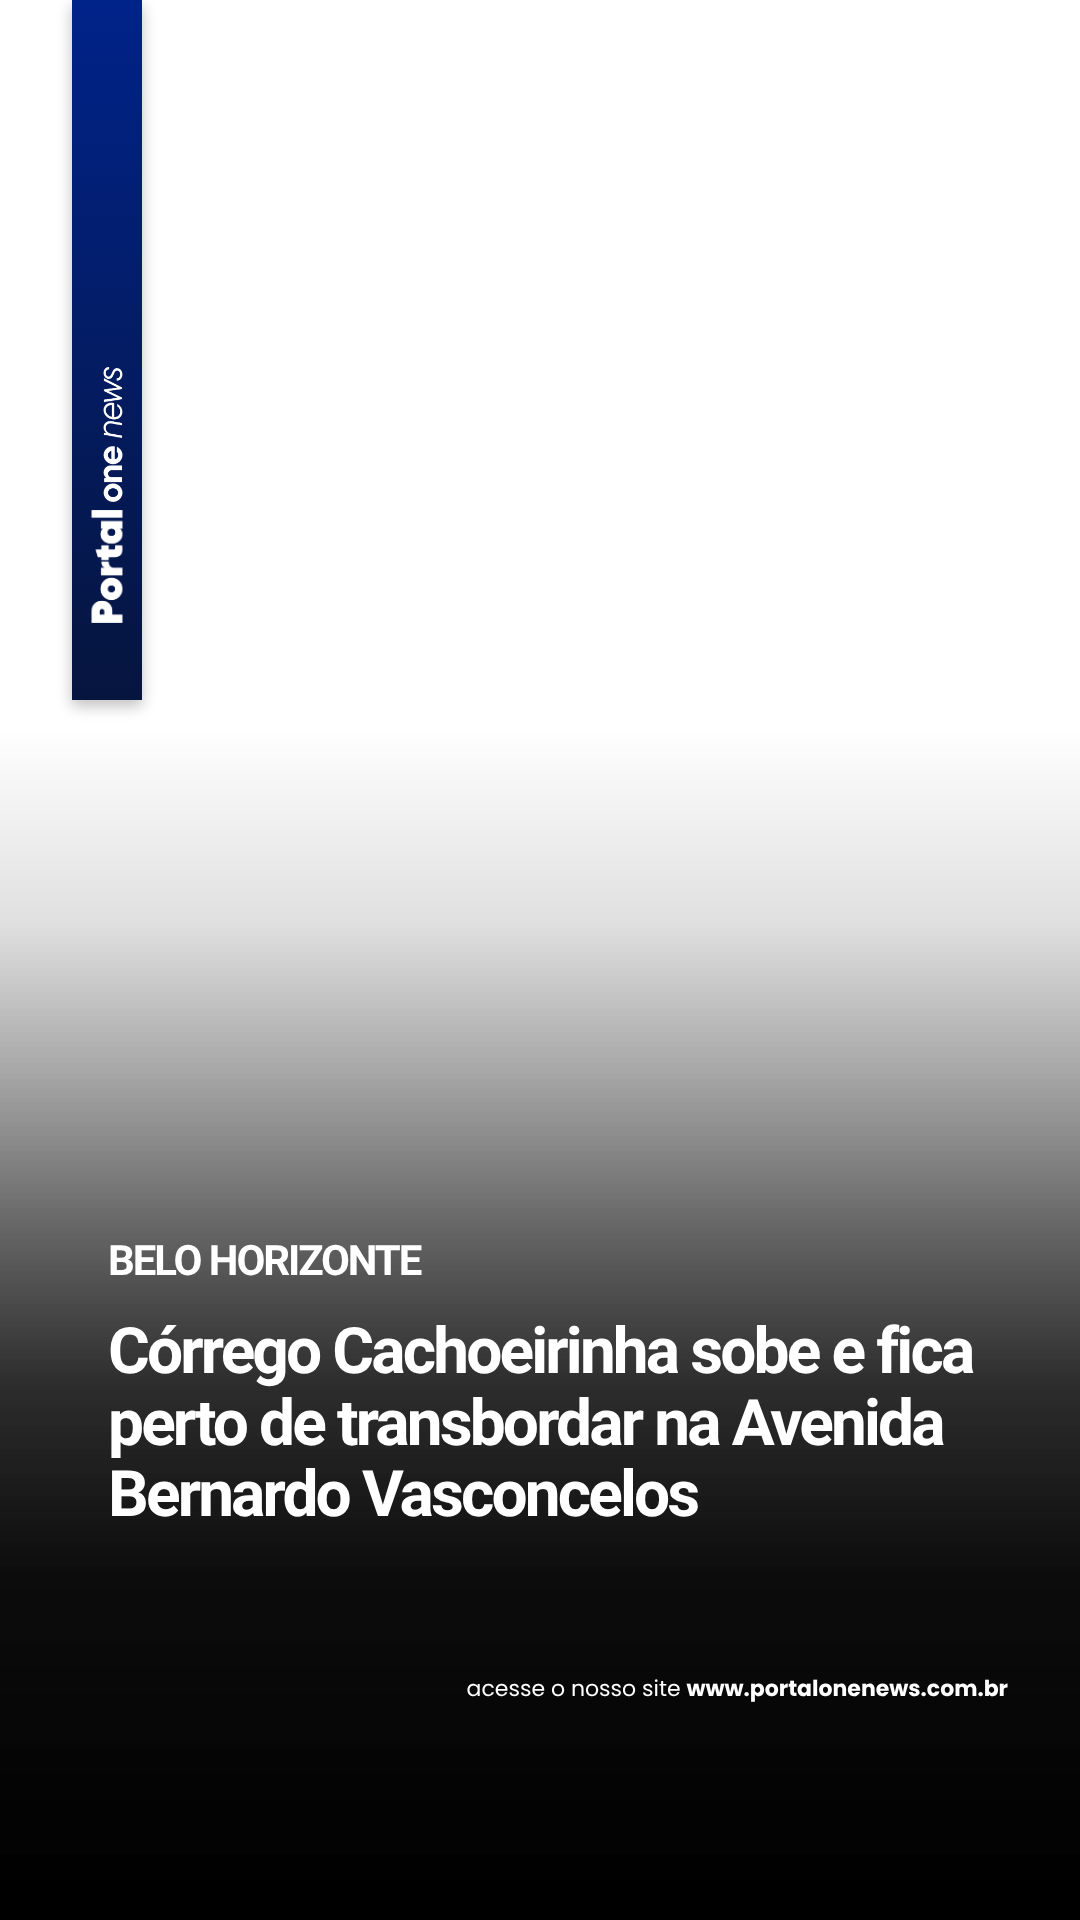 Portal one news
BELO HORIZONTE
Córrego Cachoeirinha sobe e fica
perto de transbordar na Avenida
Bernardo Vasconcelos
acesse o nosso site www.portalonenews.com.br